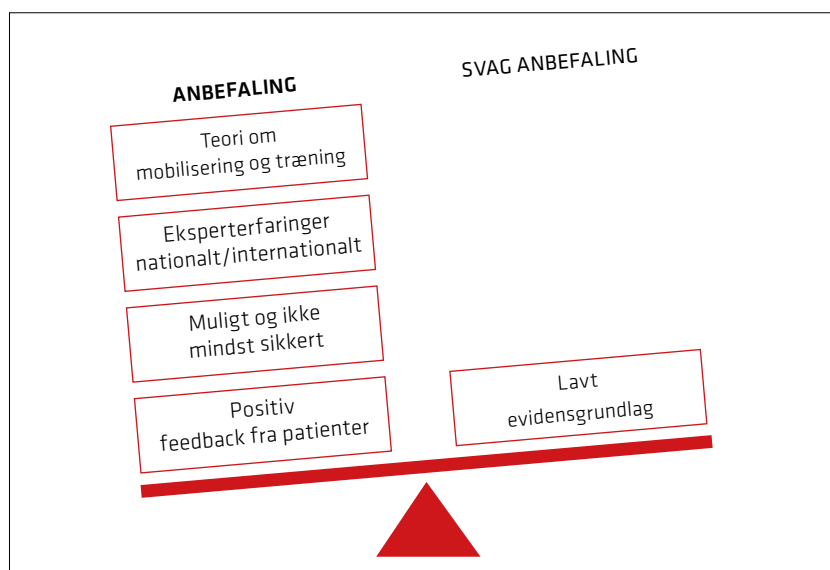 ANBEFALING
Teori om
mobilisering og træning
Eksperterfaringer
nationalt/internationalt
Muligt og ikke
mindst sikkert
Positiv
feedback fra patienter
SVAG ANBEFALING
Lavt
evidensgrundlag